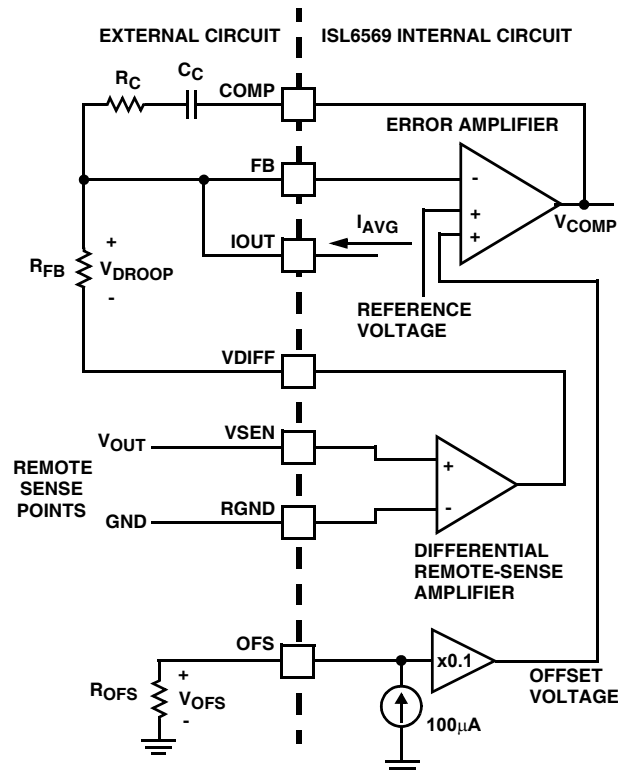 EXTERNAL CIRCUIT
ISL6569 INTERNAL CIRCUIT
RC
CC
COMP
ERROR AMPLIFIER
FB
-
+
+
VCOMP
IAVG
IOUT
RFB
+
VDROOP
-
REFERENCE
VOLTAGE
VDIFF
VOUT
VSEN
+
REMOTE
SENSE
POINTS
GND
RGND
-
DIFFERENTIAL
REMOTE-SENSE
AMPLIFIER
OFS
x0.1
OFFSET
VOLTAGE
ROFS
+
VOFS
-
100µA